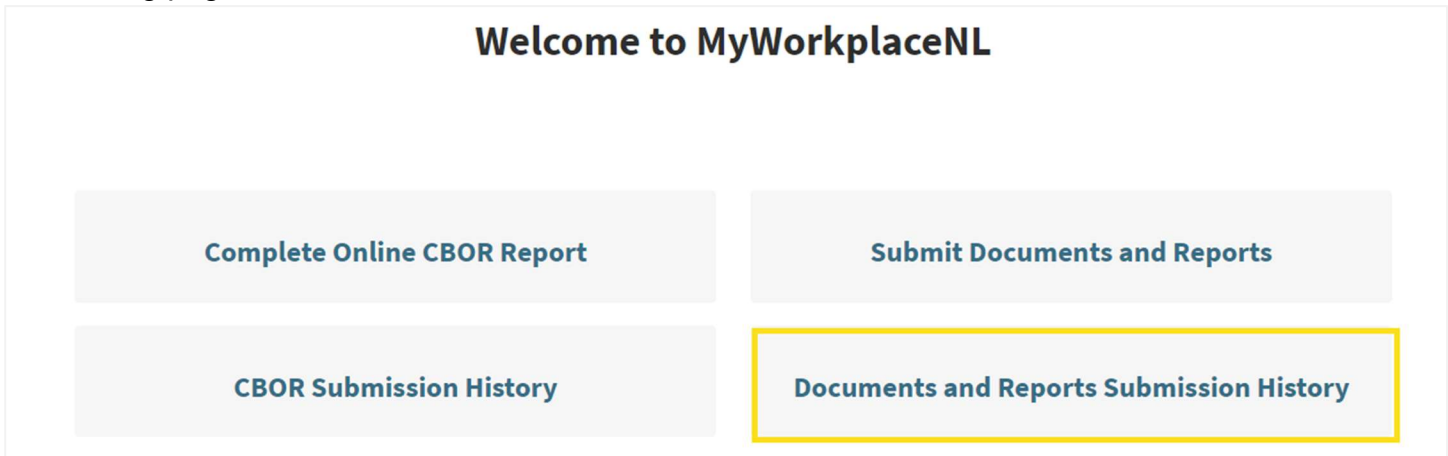 Welcome to MyWorkplaceNL
Complete Online CBOR Report
Submit Documents and Reports
CBOR Submission History
Documents and Reports Submission History